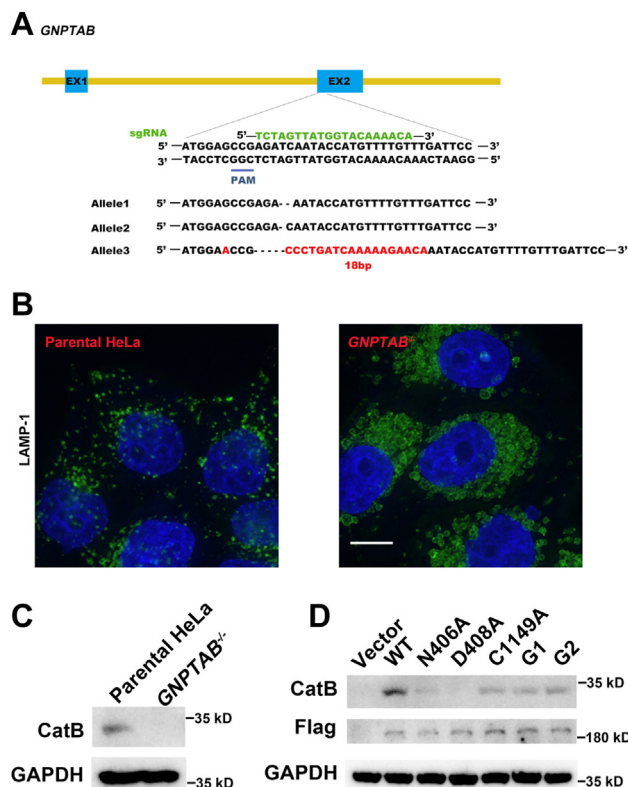 A GNPTAB
EX1 EX2
sgRNA 5’—TCTAGTTATGGTACAAAACA—3’
5’ —ATGGAGCCGAGATCAATACCATGTTTTGTTTGATTCC —3’
3’ —TACCTCGGCTCTAGTTATGGTACAAAACAAACTAAGG —5’
PAM
Allele1 5’ —ATGGAGCCGAGA--AATACCATGTTTTGTTTGATTCC —3’
Allele2 5’ —ATGGAGCCGAGA-CAATACCATGTTTTGTTTGATTCC —3’
Allele3 5’ —ATGGAACCG-----CCCTGATCAAAAAGAACAAATACCATGTTTTGTTTGATTCC —3’
18bp
B
Parental HeLa GNPTAB-/-
LAMP-1
C
Parental HeLa GNPTAB-/-
CatB –35 kD
GAPDH –35 kD
D
Vector WT N406A D408A C1149A G1 G2
CatB –35 kD
Flag –180 kD
GAPDH –35 kD